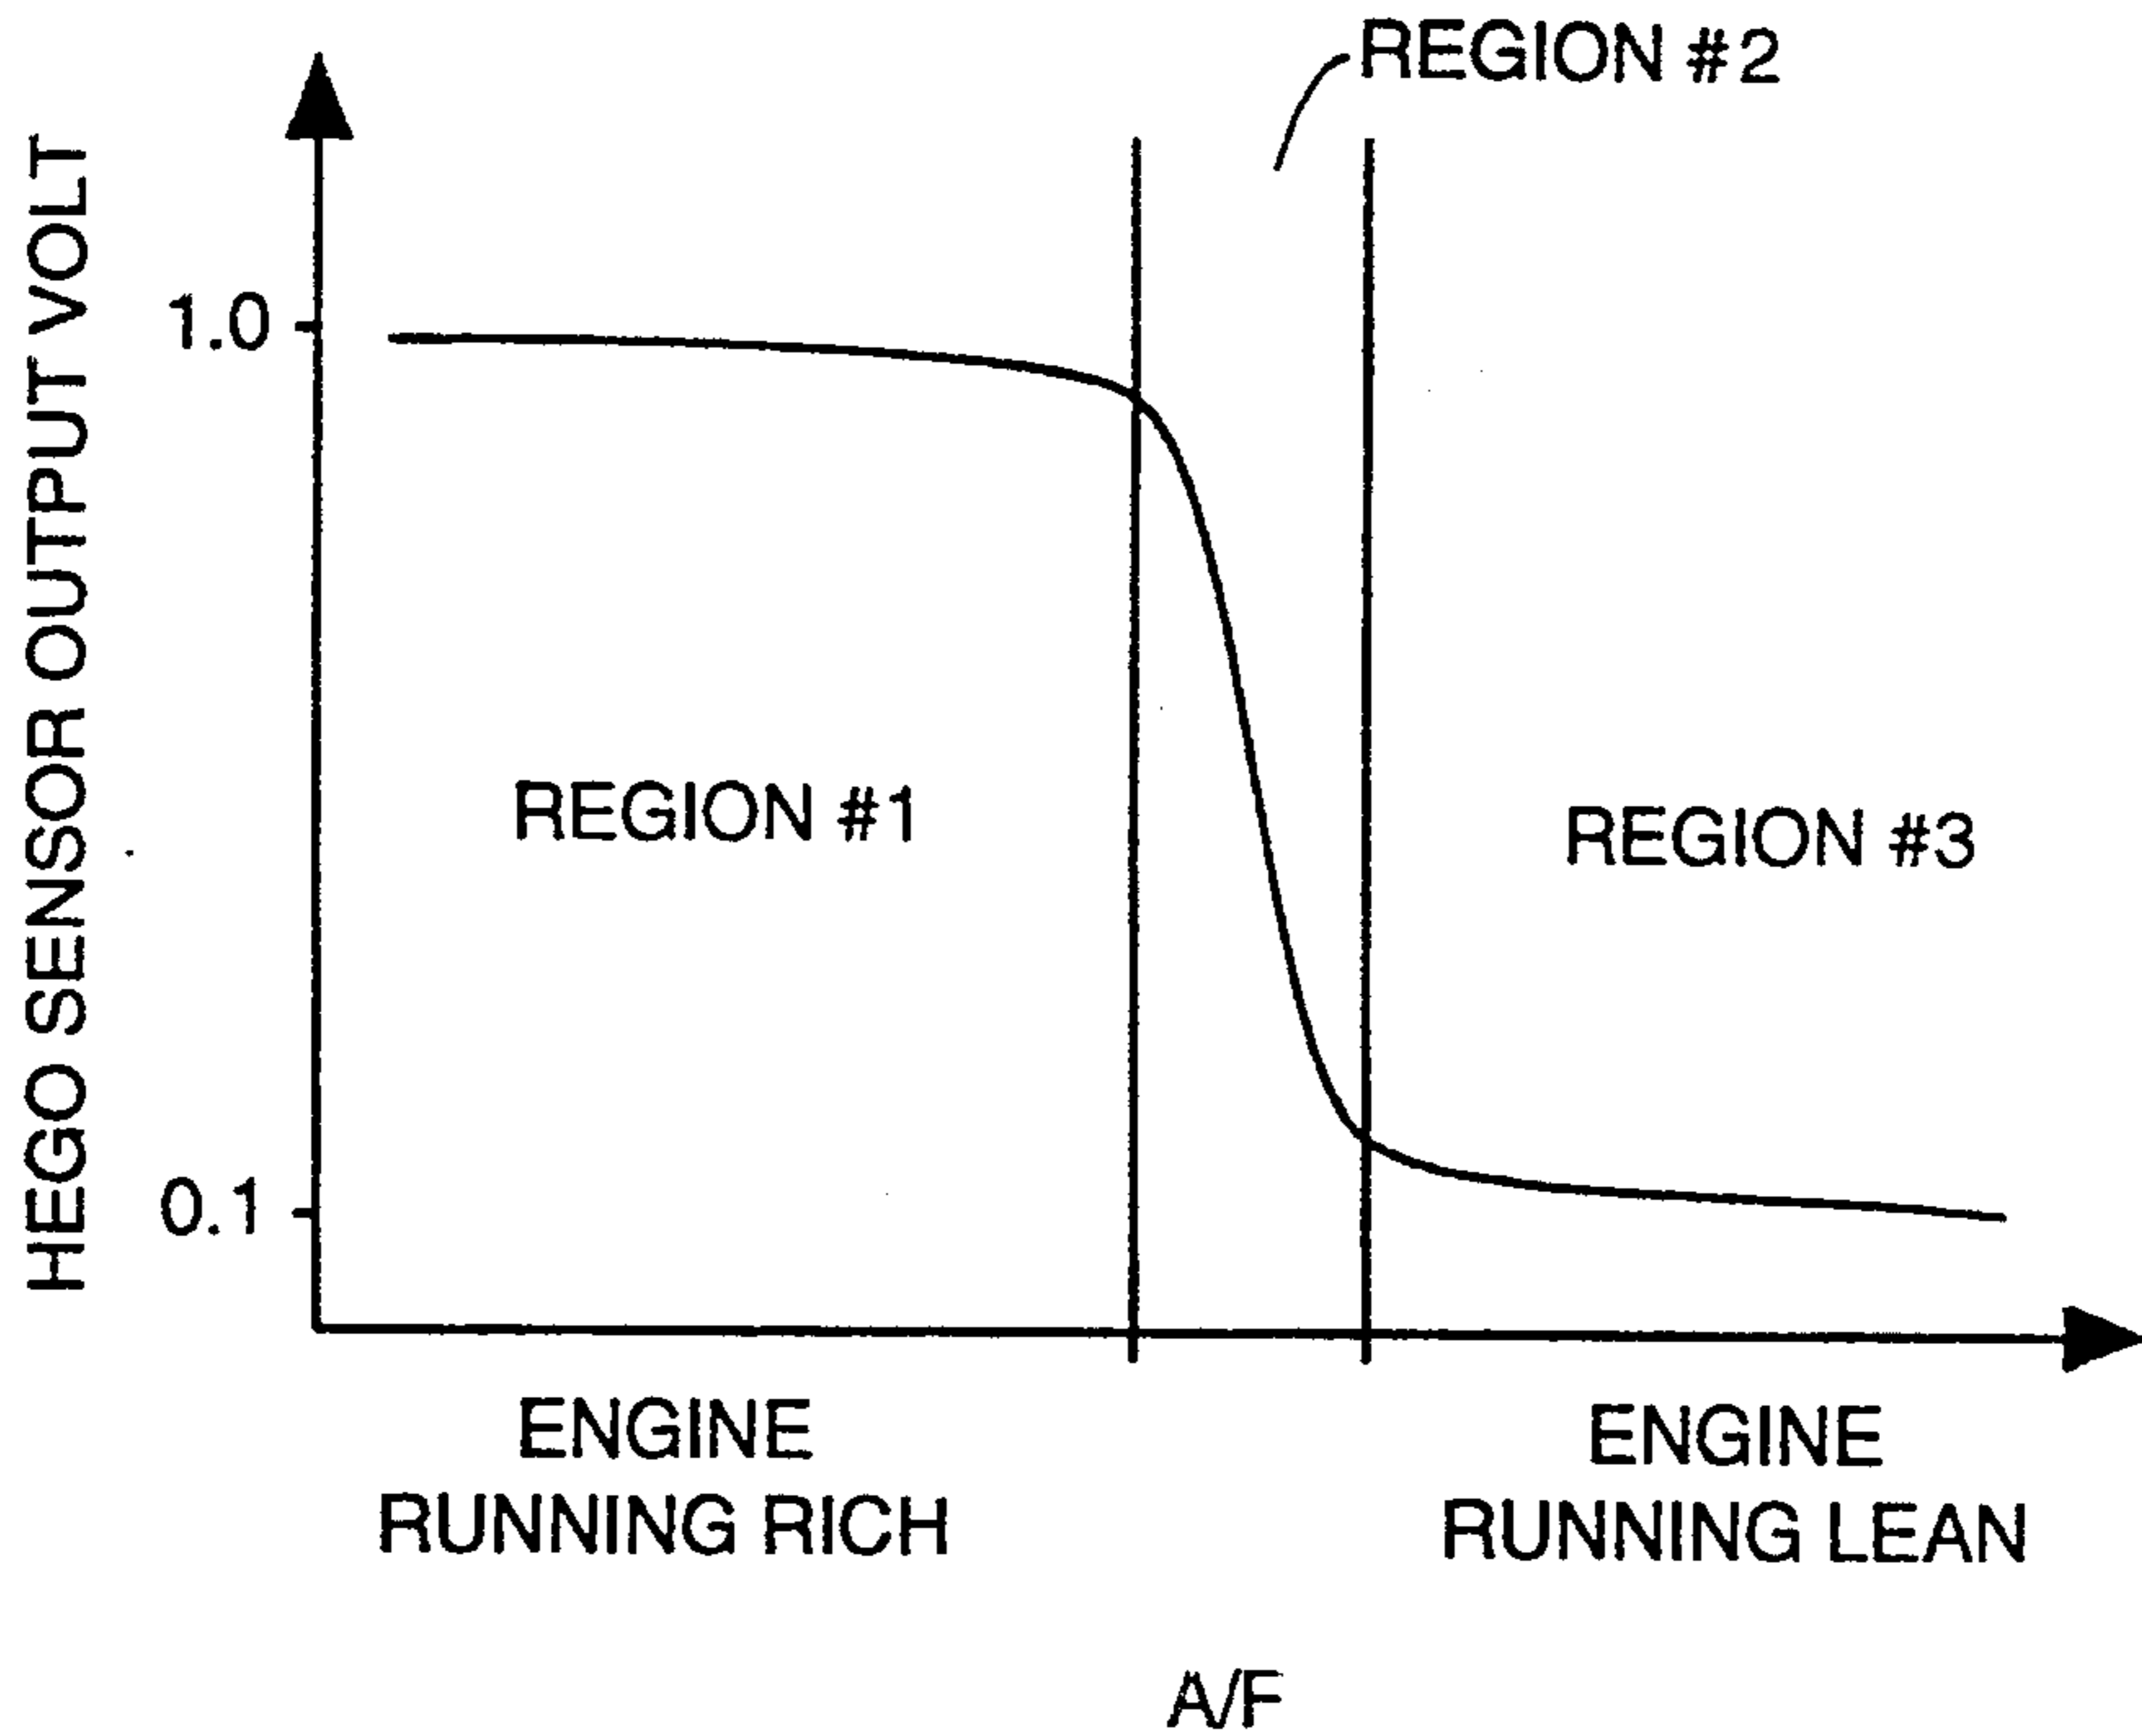 REGION #2
HEGO SENSOR OUTPUT VOLT
1.0
REGION #1
REGION #3
0.1
ENGINE
RUNNING RICH
ENGINE
RUNNING LEAN
A/F